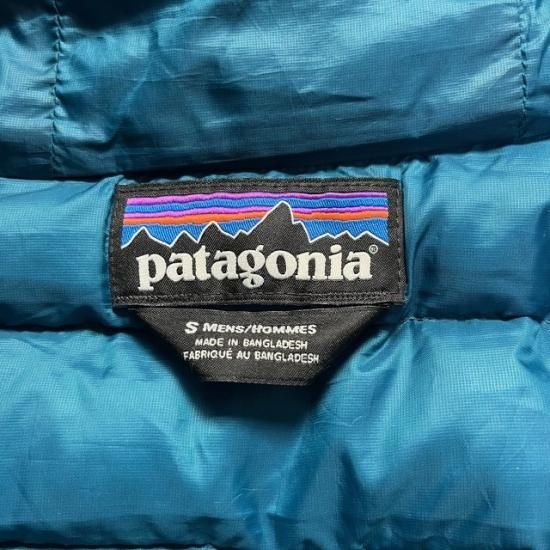 patagonia®
S MENS/HOMMES
MADE IN BANGLADESH
FABRIQUÉ AU BANGLADESH